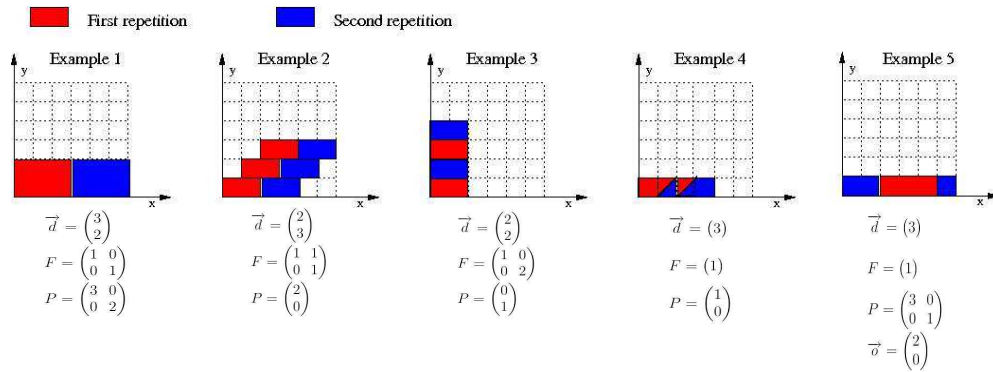 First repetition
Second repetition
Example 1
Example 2
Example 3
Example 4
Example 5
y
y
y
y
y
x
x
x
x
x
d = (3 2)
F = (1 0 0 1)
P = (3 0 0 2)
d = (2 3)
F = (1 1 0 1)
P = (2 0)
d = (2 2)
F = (1 0 0 2)
P = (0 1)
d = (3)
F = (1)
P = (1 0)
d = (3)
F = (1)
P = (3 0 0 1)
o = (2 0)